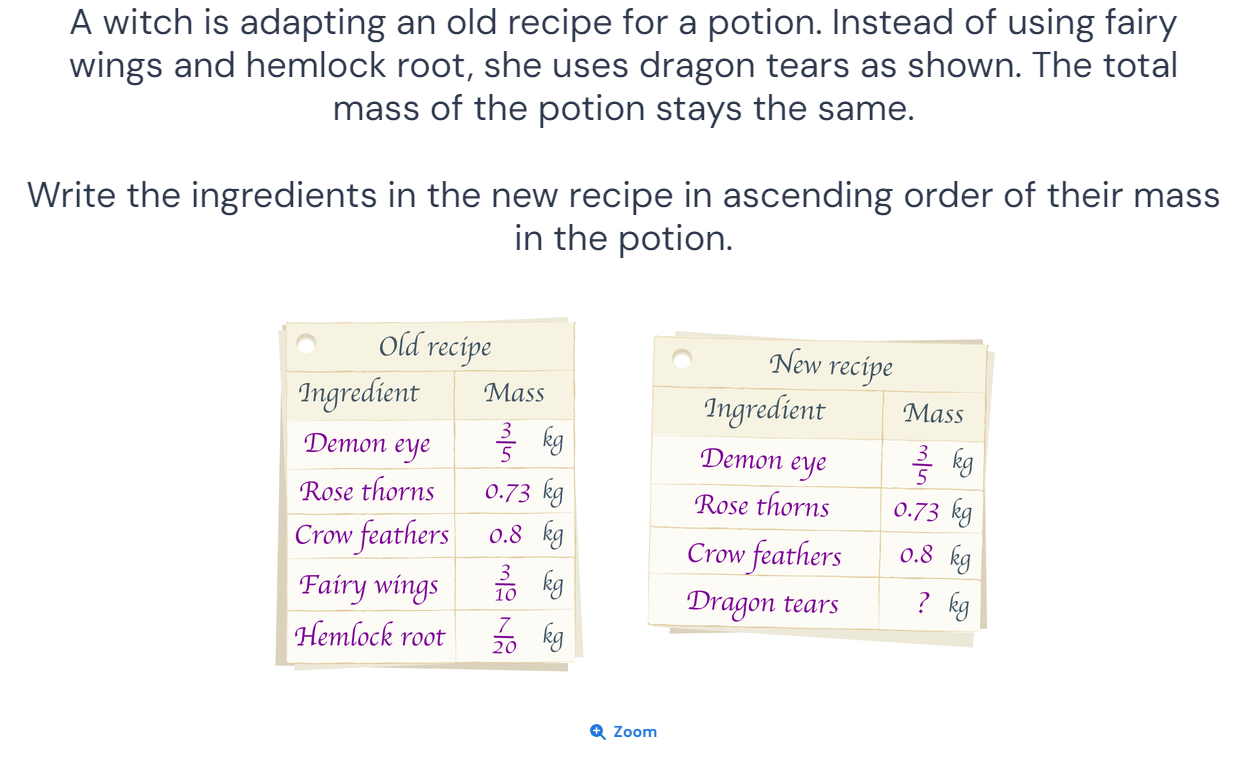 A witch is adapting an old recipe for a potion. Instead of using fairy
wings and hemlock root, she uses dragon tears as shown. The total
mass of the potion stays the same.
Write the ingredients in the new recipe in ascending order of their mass
in the potion.
Old recipe
Ingredient Mass
Demon eye 3/5 kg
Rose thorns 0.73 kg
Crow feathers 0.8 kg
Fairy wings 3/10 kg
Hemlock root 7/20 kg
New recipe
Ingredient Mass
Demon eye 3/5 kg
Rose thorns 0.73 kg
Crow feathers 0.8 kg
Dragon tears ? kg
Zoom